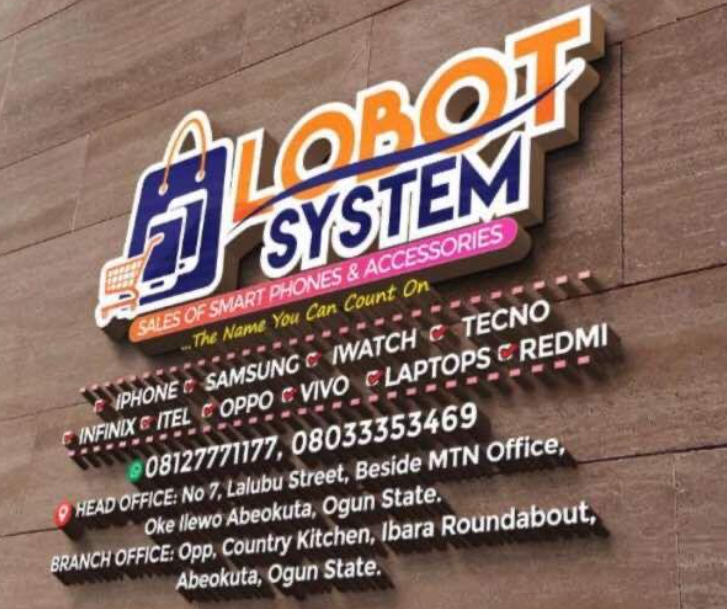 LOBOT
SYSTEM
SALES OF SMART PHONES & ACCESSORIES
...The Name You Can Count On
IPHONE SAMSUNG IWATCH TECNO
INFINIX ITEL OPPO VIVO LAPTOPS REDMI
08127771177, 08033353469
HEAD OFFICE: No 7, Lalubu Street, Beside MTN Office,
Oke Ilewo Abeokuta, Ogun State.
BRANCH OFFICE: Opp, Country Kitchen, Ibara Roundabout,
Abeokuta, Ogun State.